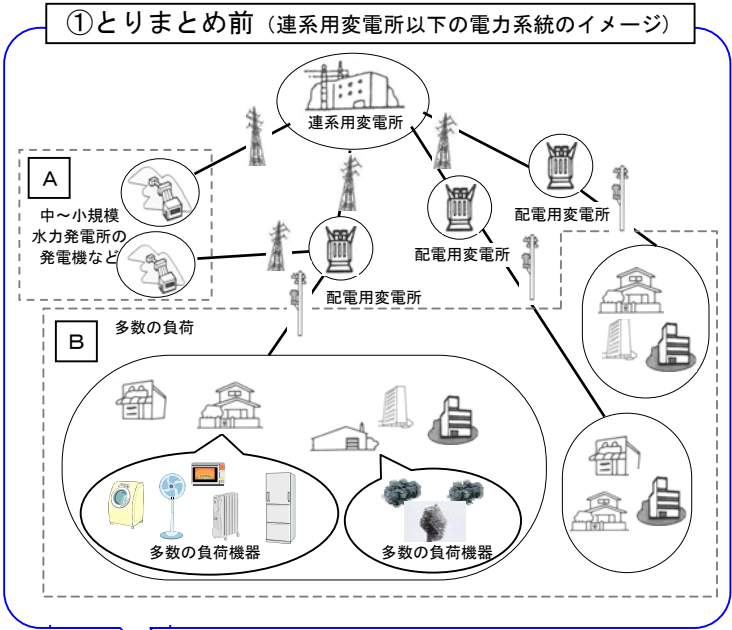 ①とりまとめ前（連系用変電所以下の電力系統のイメージ）
連系用変電所
A
中～小規模
水力発電所の
発電機など
配電用変電所
配電用変電所
配電用変電所
B
多数の負荷
多数の負荷機器
多数の負荷機器